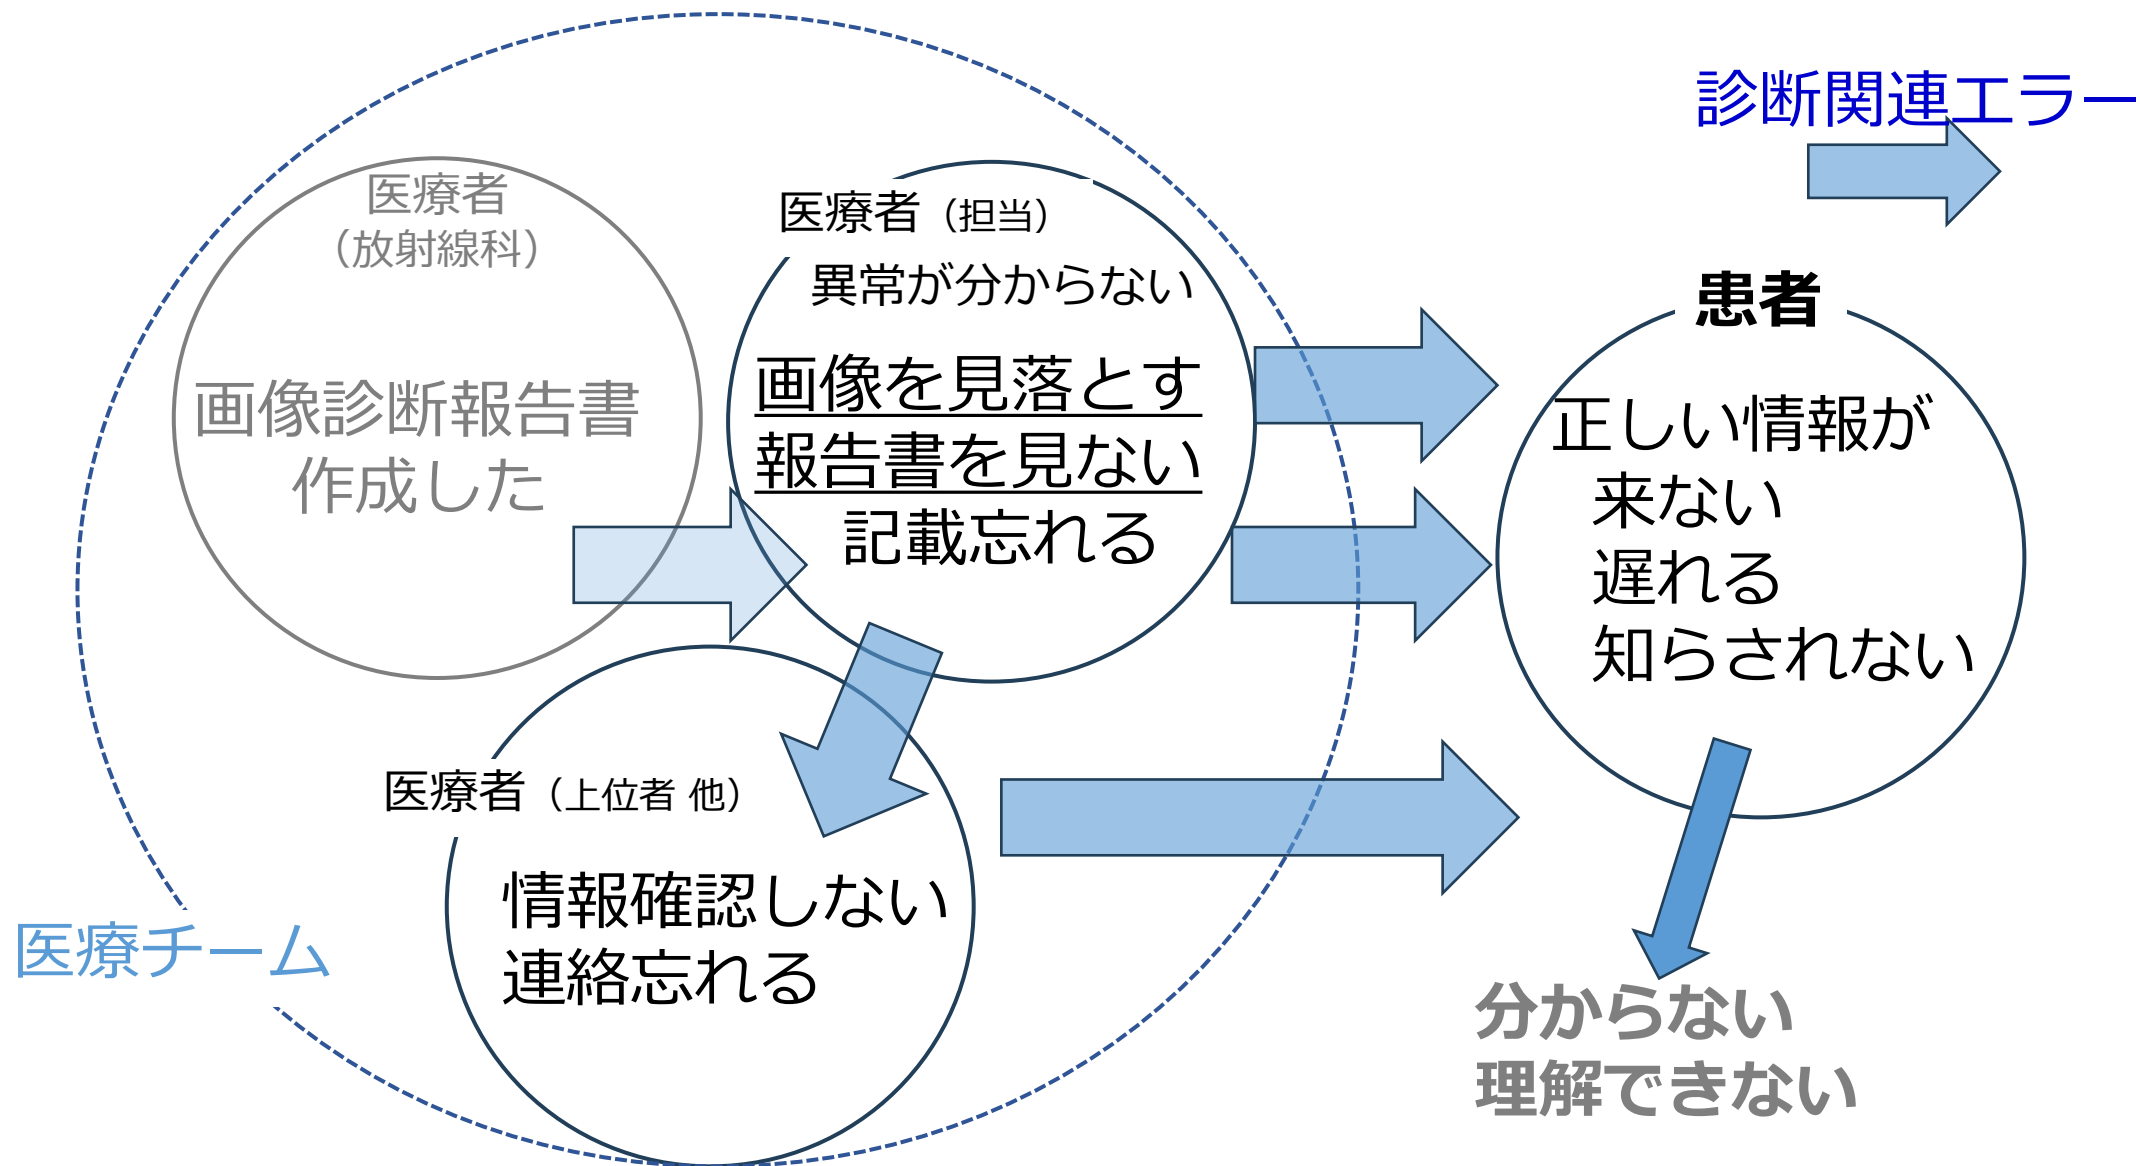 診断関連エラー
医療者
（放射線科）
画像診断報告書
作成した
医療者（担当）
異常が分からない
画像を見落とす
報告書を見ない
記載忘れる
患者
正しい情報が
来ない
遅れる
知らされない
医療者（上位者 他）
情報確認しない
連絡忘れる
医療チーム
分からない
理解できない